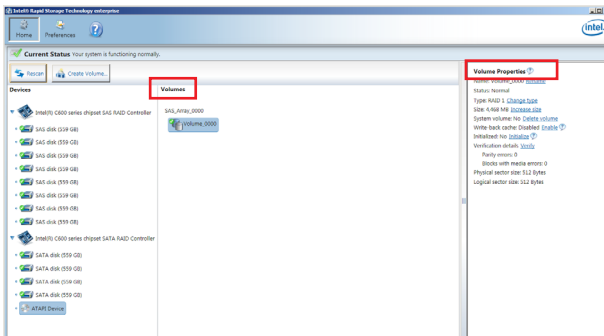 Intel® Rapid Storage Technology enterprise
Home
Preferences
intel
Current Status Your system is functioning normally.
Rescan
Create Volume...
Devices
Intel(R) C600 series chipset SAS RAID Controller
SAS disk (559 GB)
SAS disk (559 GB)
SAS disk (559 GB)
SAS disk (559 GB)
SAS disk (559 GB)
SAS disk (559 GB)
SAS disk (559 GB)
SAS disk (559 GB)
Intel(R) C600 series chipset SATA RAID Controller
SATA disk (559 GB)
SATA disk (559 GB)
SATA disk (559 GB)
SATA disk (559 GB)
ATAPI Device
Volumes
SAS_Array_0000
Volume_0000
Volume Properties
Name: Volume_0000 Rename
Status: Normal
Type: RAID 1 Change type
Size: 4,468 MB Increase size
System volume: No Delete volume
Write-back cache: Disabled Enable
Initialized: No Initialize
Verification details Verify
Parity errors: 0
Blocks with media errors: 0
Physical sector size: 512 Bytes
Logical sector size: 512 Bytes